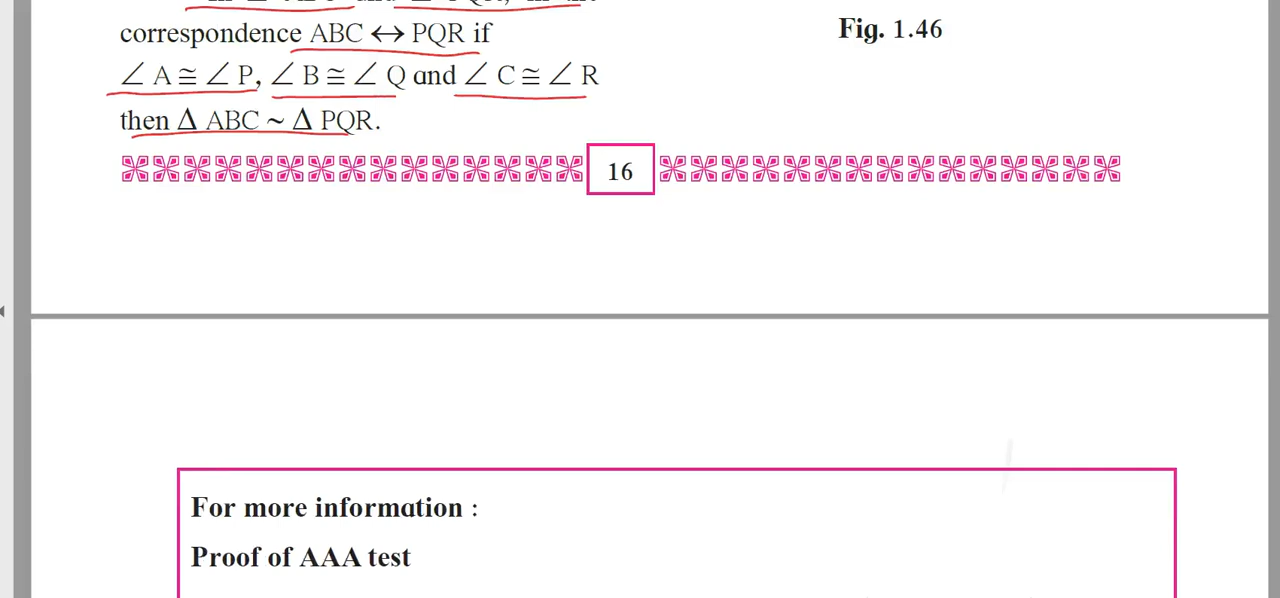 correspondence ABC ↔ PQR if
Fig. 1.46
∠ A ≅ ∠ P, ∠ B ≅ ∠ Q and ∠ C ≅ ∠ R
then Δ ABC ~ Δ PQR.
16
For more information :
Proof of AAA test